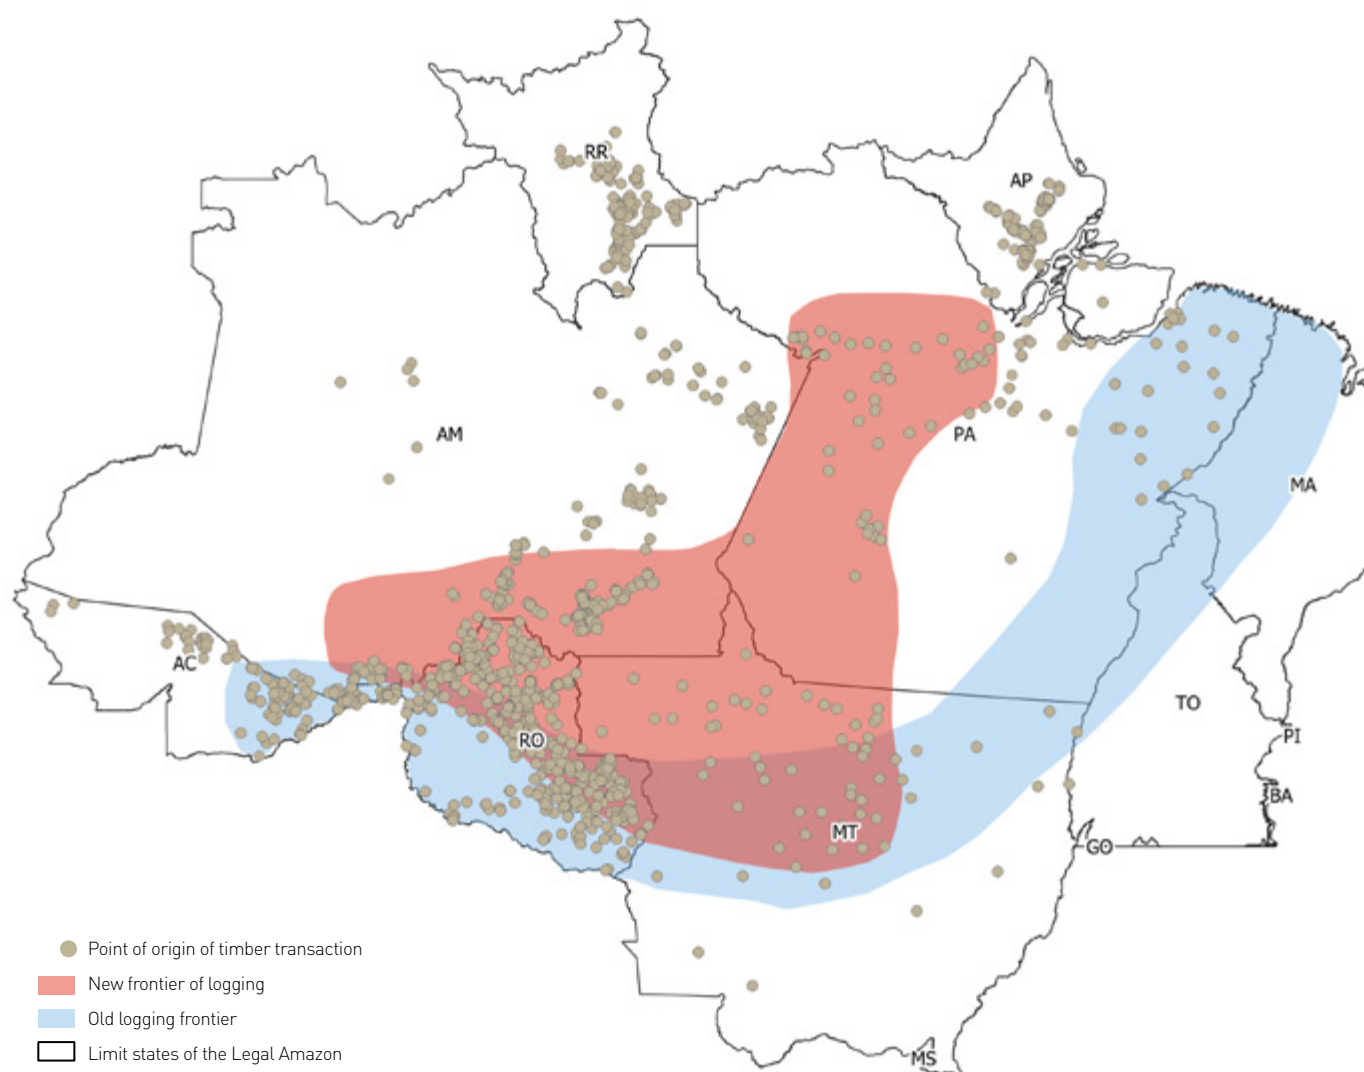 RR
AP
AM
PA
MA
AC
TO
RO
PI
BA
MT
GO
Point of origin of timber transaction
New frontier of logging
Old logging frontier
Limit states of the Legal Amazon
MS